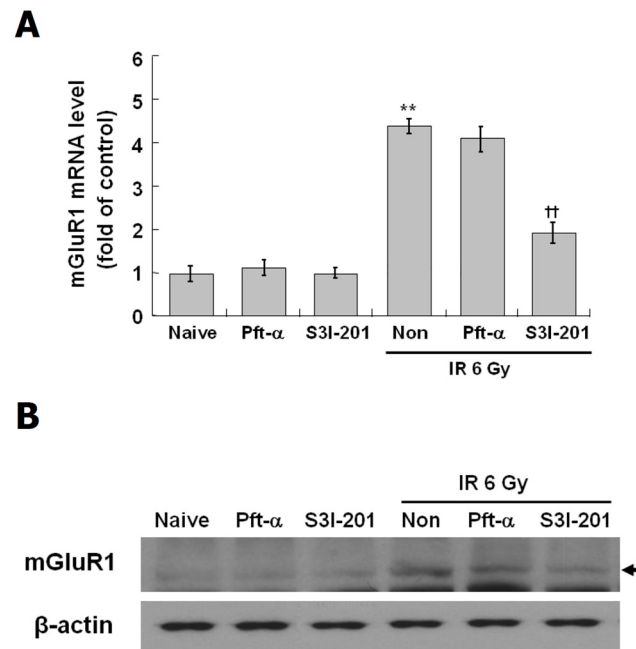 A
mGluR1 mRNA level
(fold of control)
6
5
4
3
2
1
0
**
††
Naive Pft-α S3I-201 Non Pft-α S3I-201
IR 6 Gy
B
IR 6 Gy
Naive Pft-α S3I-201 Non Pft-α S3I-201
mGluR1
β-actin